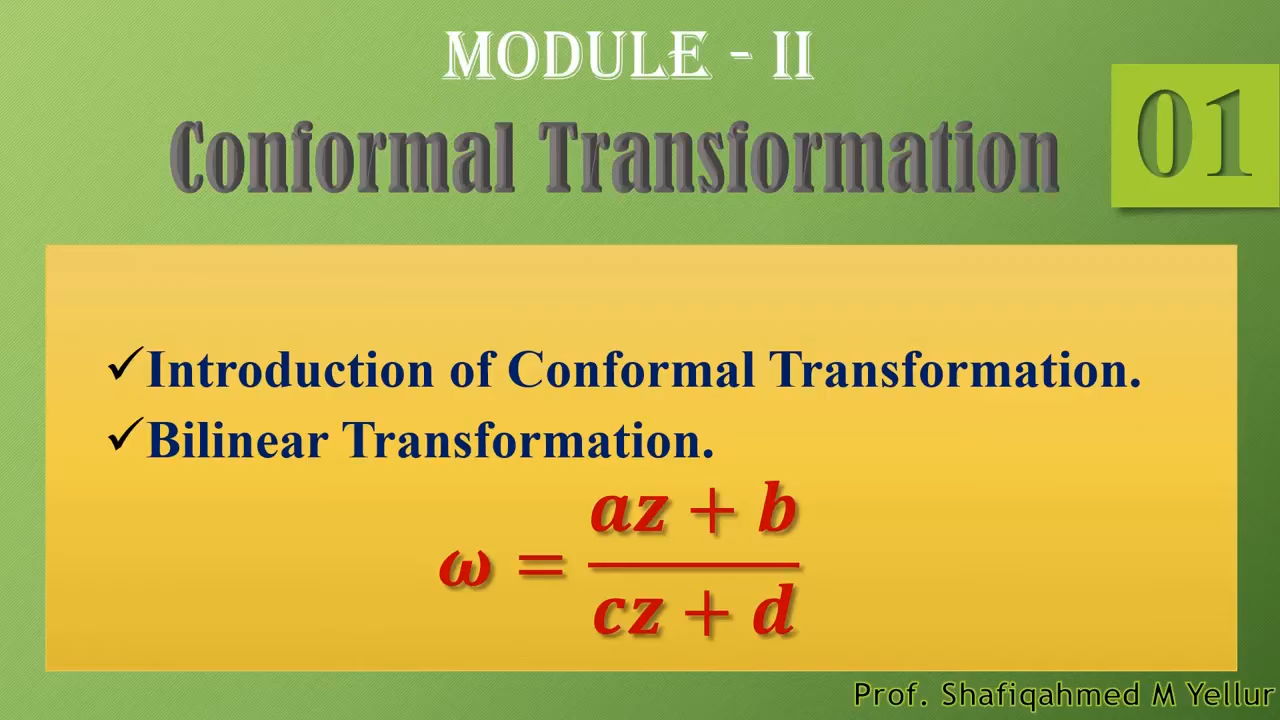 MODULE - II
Conformal Transformation
01
✓Introduction of Conformal Transformation.
✓Bilinear Transformation.
ω = (az + b)/(cz + d)
Prof. Shafiqahmed M Yellur